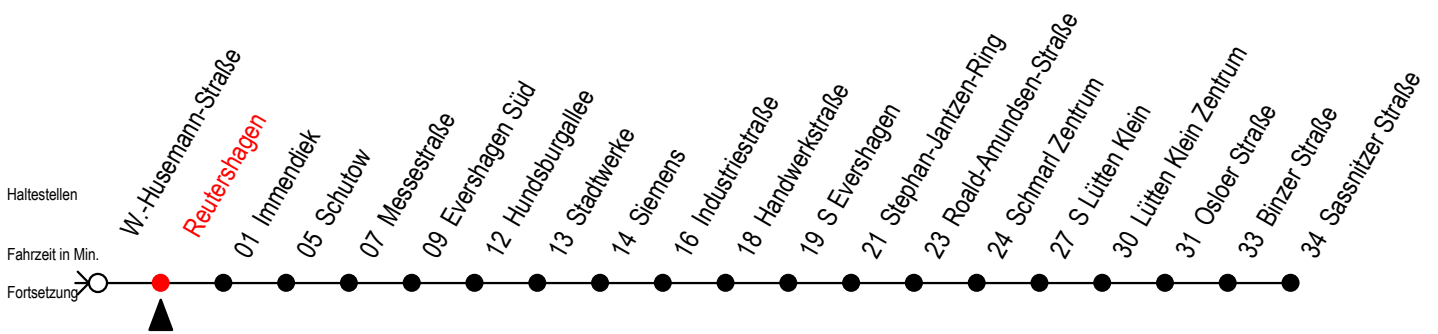 W.-Husemann-Straße
Reutershagen
01 Immendiek
05 Schutow
07 Messestraße
09 Evershagen Süd
12 Hundsburgallee
13 Stadtwerke
14 Siemens
16 Industriestraße
18 Handwerkstraße
19 S Evershagen
21 Stephan-Jantzen-Ring
23 Roald-Amundsen-Straße
24 Schmarl Zentrum
27 S Lütten Klein
30 Lütten Klein Zentrum
31 Osloer Straße
33 Binzer Straße
34 Sassnitzer Straße
Haltestellen
Fahrzeit in Min.
Fortsetzung